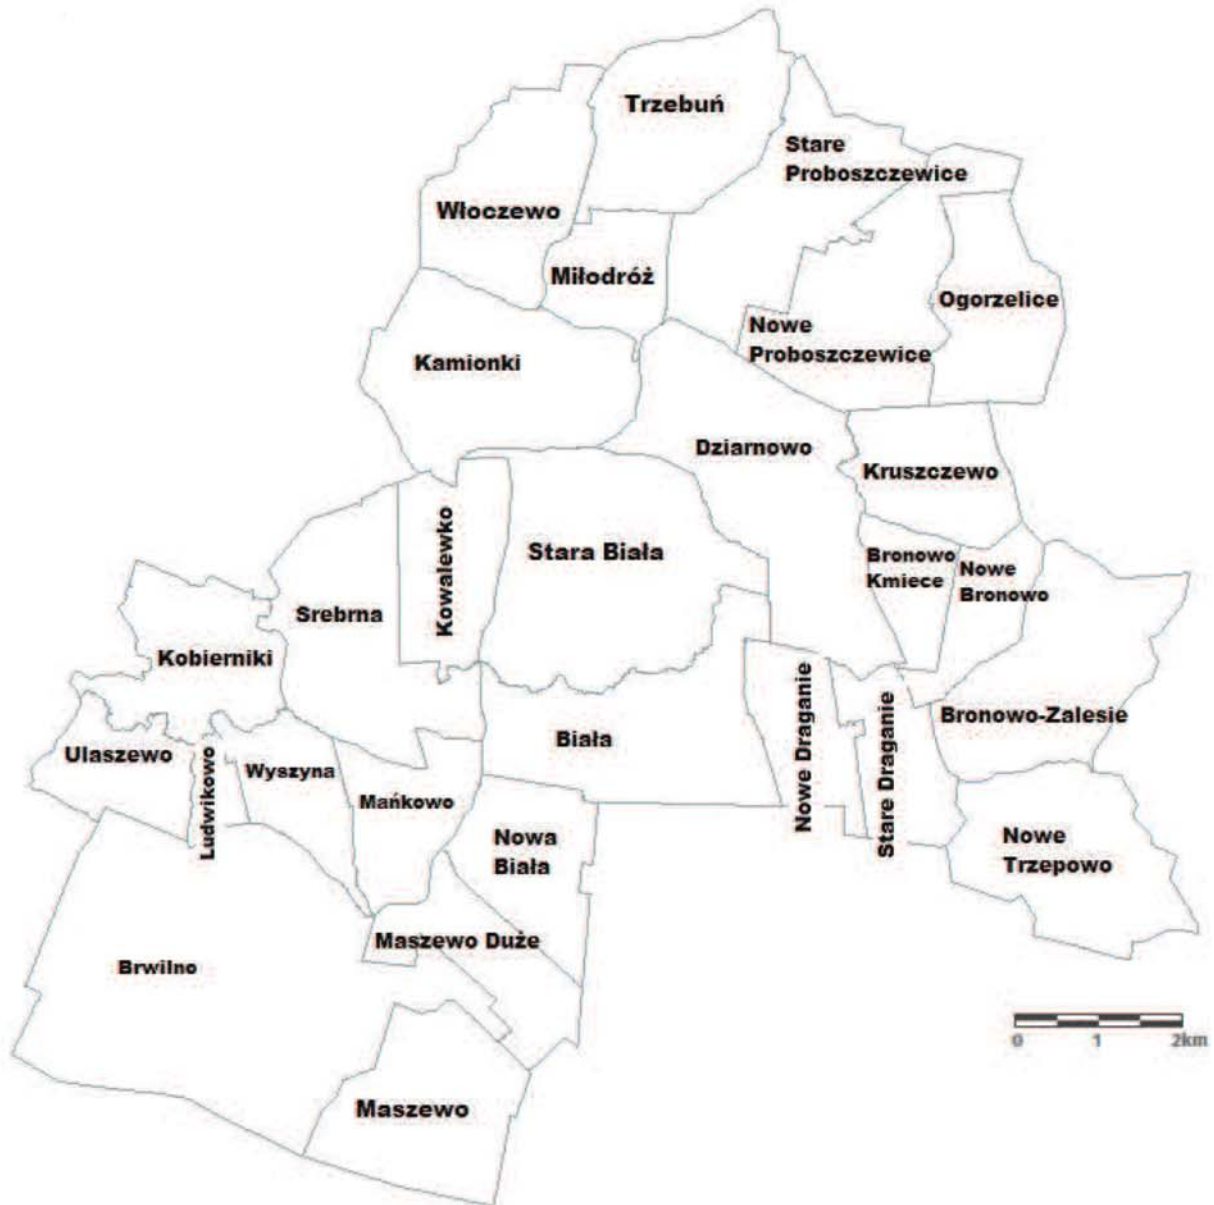 Trzebuń
Stare
Proboszczewice
Włoczewo
Miłodróż
Ogorzelice
Nowe
Proboszczewice
Kamionki
Dziarnowo
Kruszczewo
Kowalewko
Stara Biała
Bronowo
Kmiece
Nowe
Bronowo
Srebrna
Kobierniki
Nowe Draganie
Stare Draganie
Bronowo-Zalesie
Biała
Ulaszewo
Ludwikowo
Wyszyna
Mańkowo
Nowa
Biała
Nowe
Trzepowo
Maszewo Duże
Brwilno
Maszewo
0 1 2km